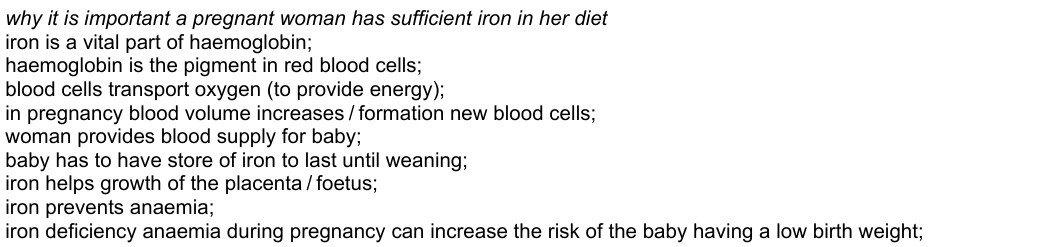 why it is important a pregnant woman has sufficient iron in her diet
iron is a vital part of haemoglobin;
haemoglobin is the pigment in red blood cells;
blood cells transport oxygen (to provide energy);
in pregnancy blood volume increases / formation new blood cells;
woman provides blood supply for baby;
baby has to have store of iron to last until weaning;
iron helps growth of the placenta / foetus;
iron prevents anaemia;
iron deficiency anaemia during pregnancy can increase the risk of the baby having a low birth weight;